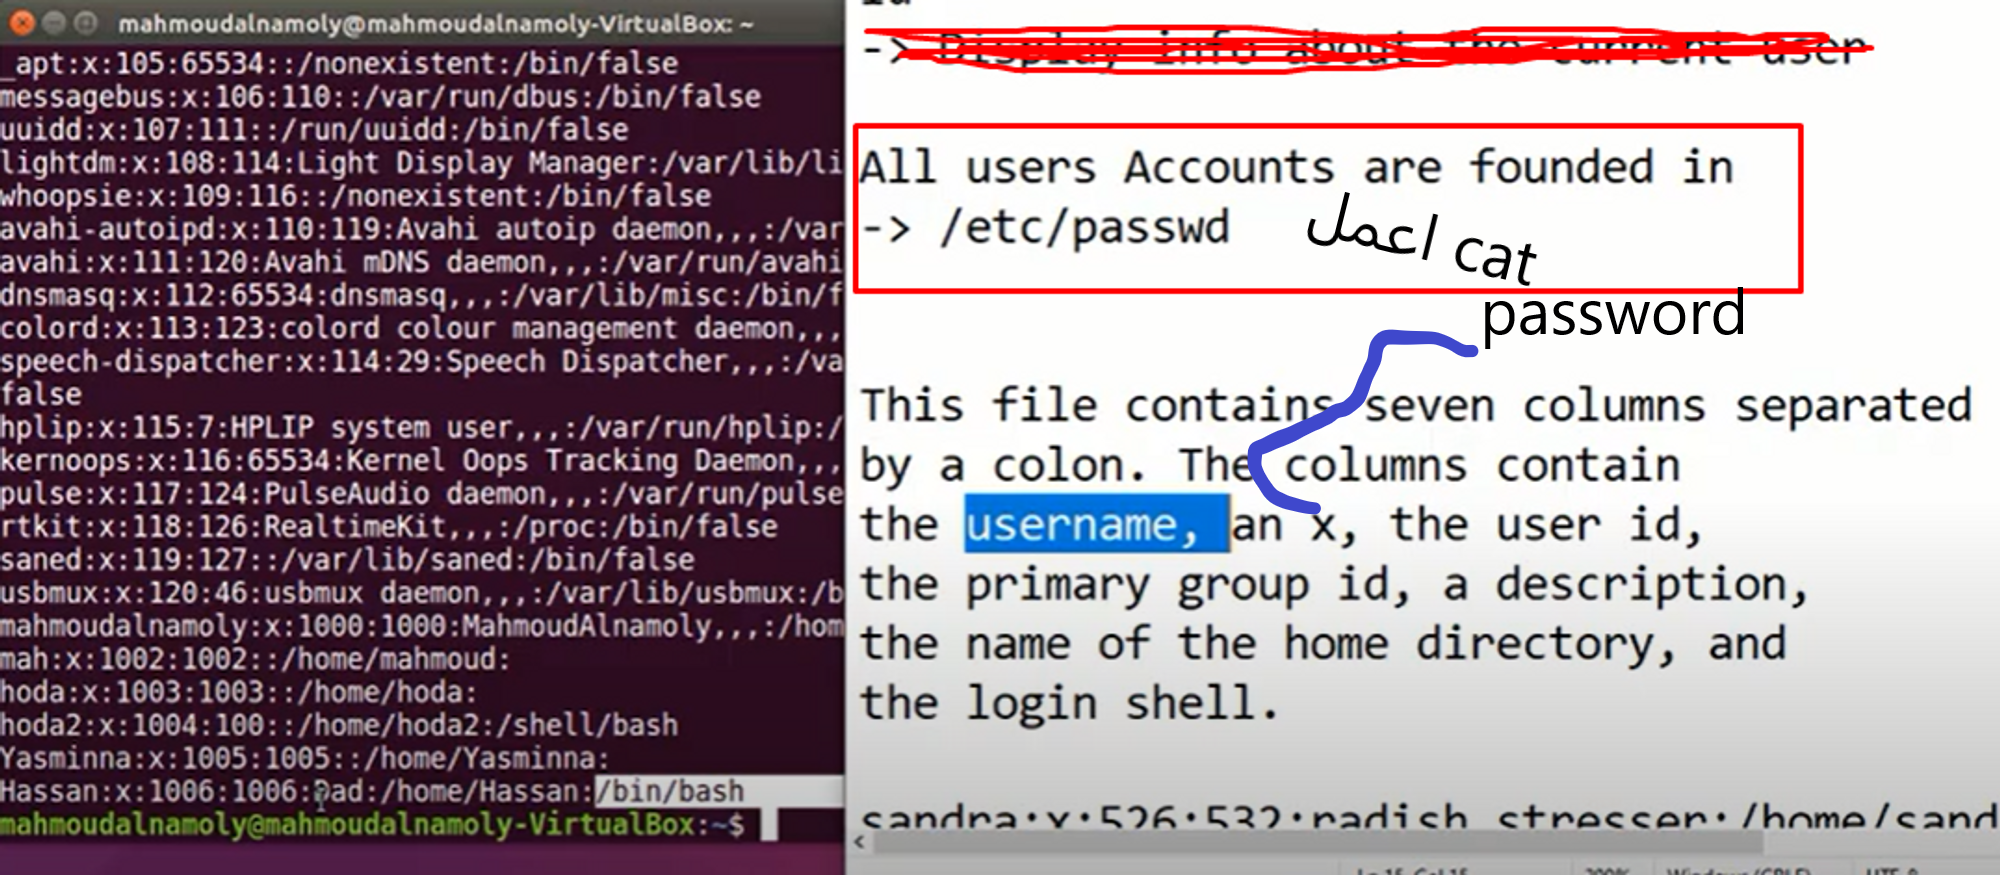 mahmoudalnamoly@mahmoudalnamoly-VirtualBox: ~
_apt:x:105:65534::/nonexistent:/bin/false
messagebus:x:106:110::/var/run/dbus:/bin/false
uuidd:x:107:111::/run/uuidd:/bin/false
lightdm:x:108:114:Light Display Manager:/var/lib/li
whoopsie:x:109:116::/nonexistent:/bin/false
avahi-autoipd:x:110:119:Avahi autoip daemon,,,:/var
avahi:x:111:120:Avahi mDNS daemon,,,:/var/run/avahi
dnsmasq:x:112:65534:dnsmasq,,,:/var/lib/misc:/bin/f
colord:x:113:123:colord colour management daemon,,,
speech-dispatcher:x:114:29:Speech Dispatcher,,,:/va
false
hplip:x:115:7:HPLIP system user,,,:/var/run/hplip:/
kernoops:x:116:65534:Kernel Oops Tracking Daemon,,,
pulse:x:117:124:PulseAudio daemon,,,:/var/run/pulse
rtkit:x:118:126:RealtimeKit,,,:/proc:/bin/false
saned:x:119:127::/var/lib/saned:/bin/false
usbmux:x:120:46:usbmux daemon,,,:/var/lib/usbmux:/b
mahmoudalnamoly:x:1000:1000:MahmoudAlnamoly,,,:/hom
mah:x:1002:1002::/home/mahmoud:
hoda:x:1003:1003::/home/hoda:
hoda2:x:1004:100::/home/hoda2:/shell/bash
Yasminna:x:1005:1005::/home/Yasminna:
Hassan:x:1006:1006:Dad:/home/Hassan:/bin/bash
mahmoudalnamoly@mahmoudalnamoly-VirtualBox:~$
-> Display info about the current user
All users Accounts are founded in
-> /etc/passwd
اعمل cat
password
This file contains seven columns separated
by a colon. The columns contain
the username, an x, the user id,
the primary group id, a description,
the name of the home directory, and
the login shell.
sandra:x:526:532:radish stresser:/home/sand